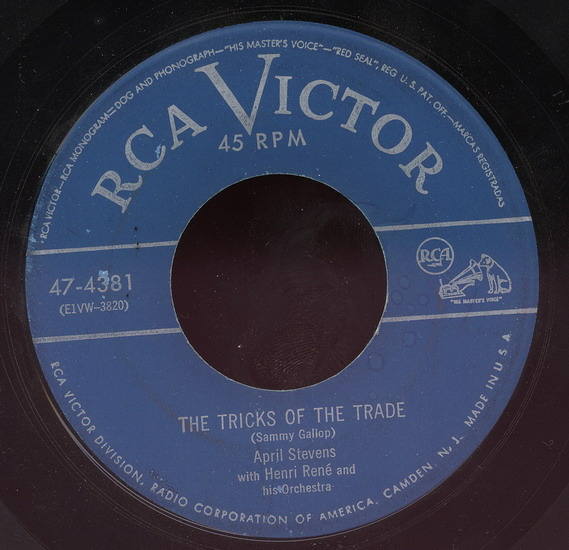 RCA VICTOR—RCA MONOGRAM—DOG AND PHONOGRAPH—"HIS MASTER'S VOICE"—"RED SEAL", REG U.S. PAT. OFF.—MARCAS REGISTRADAS
RCA VICTOR
45 RPM
RCA
"HIS MASTER'S VOICE"
47-4381
(E1VW-3820)
THE TRICKS OF THE TRADE
(Sammy Gallop)
April Stevens
with Henri René and
his Orchestra
RCA VICTOR DIVISION, RADIO CORPORATION OF AMERICA, CAMDEN, N. J. MADE IN U.S.A.